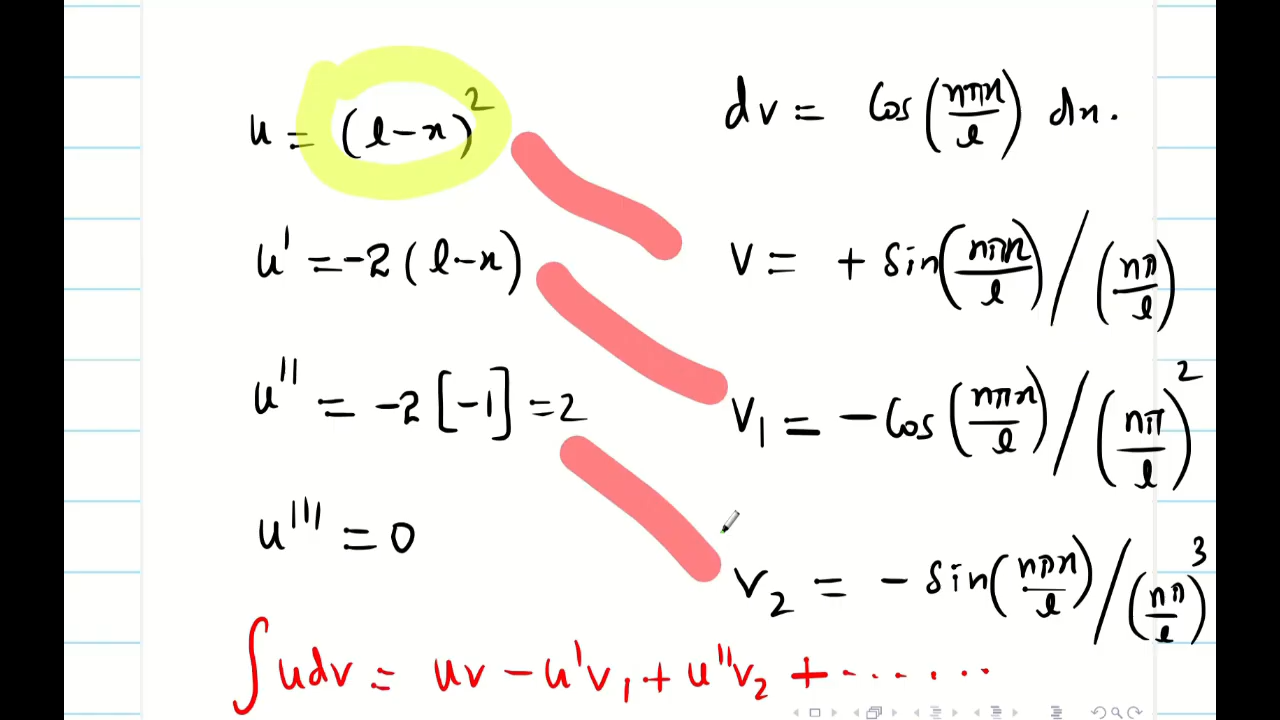 u = (l-x)²
dv = Cos(nπx/l) dx.
u' = -2(l-x)
v = + sin(nπx/l) / (nπ/l)
u'' = -2[-1] = 2
v₁ = - Cos(nπx/l) / (nπ/l)²
u''' = 0
v₂ = - sin(nπx/l) / (nπ/l)³
∫udv = uv - u'v₁ + u''v₂ + ......